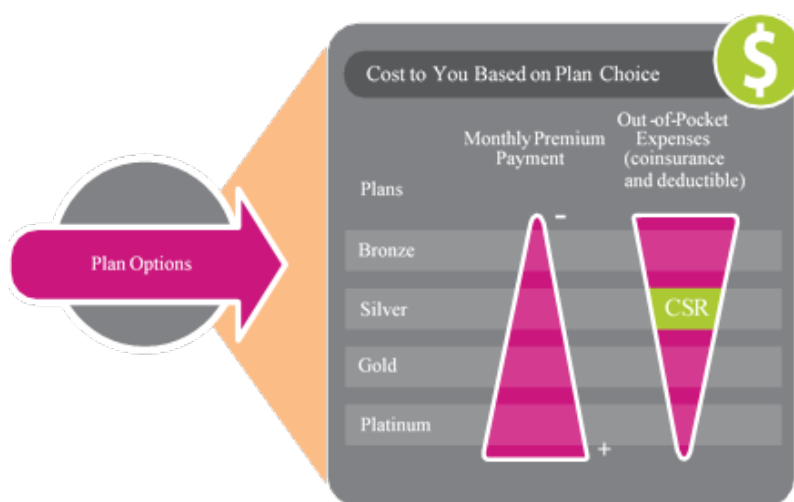 $
Cost to You Based on Plan Choice
Monthly Premium
Payment
Out-of-Pocket
Expenses
(coinsurance
and deductible)
Plans
-
Bronze
Plan Options
Silver
CSR
Gold
Platinum
+